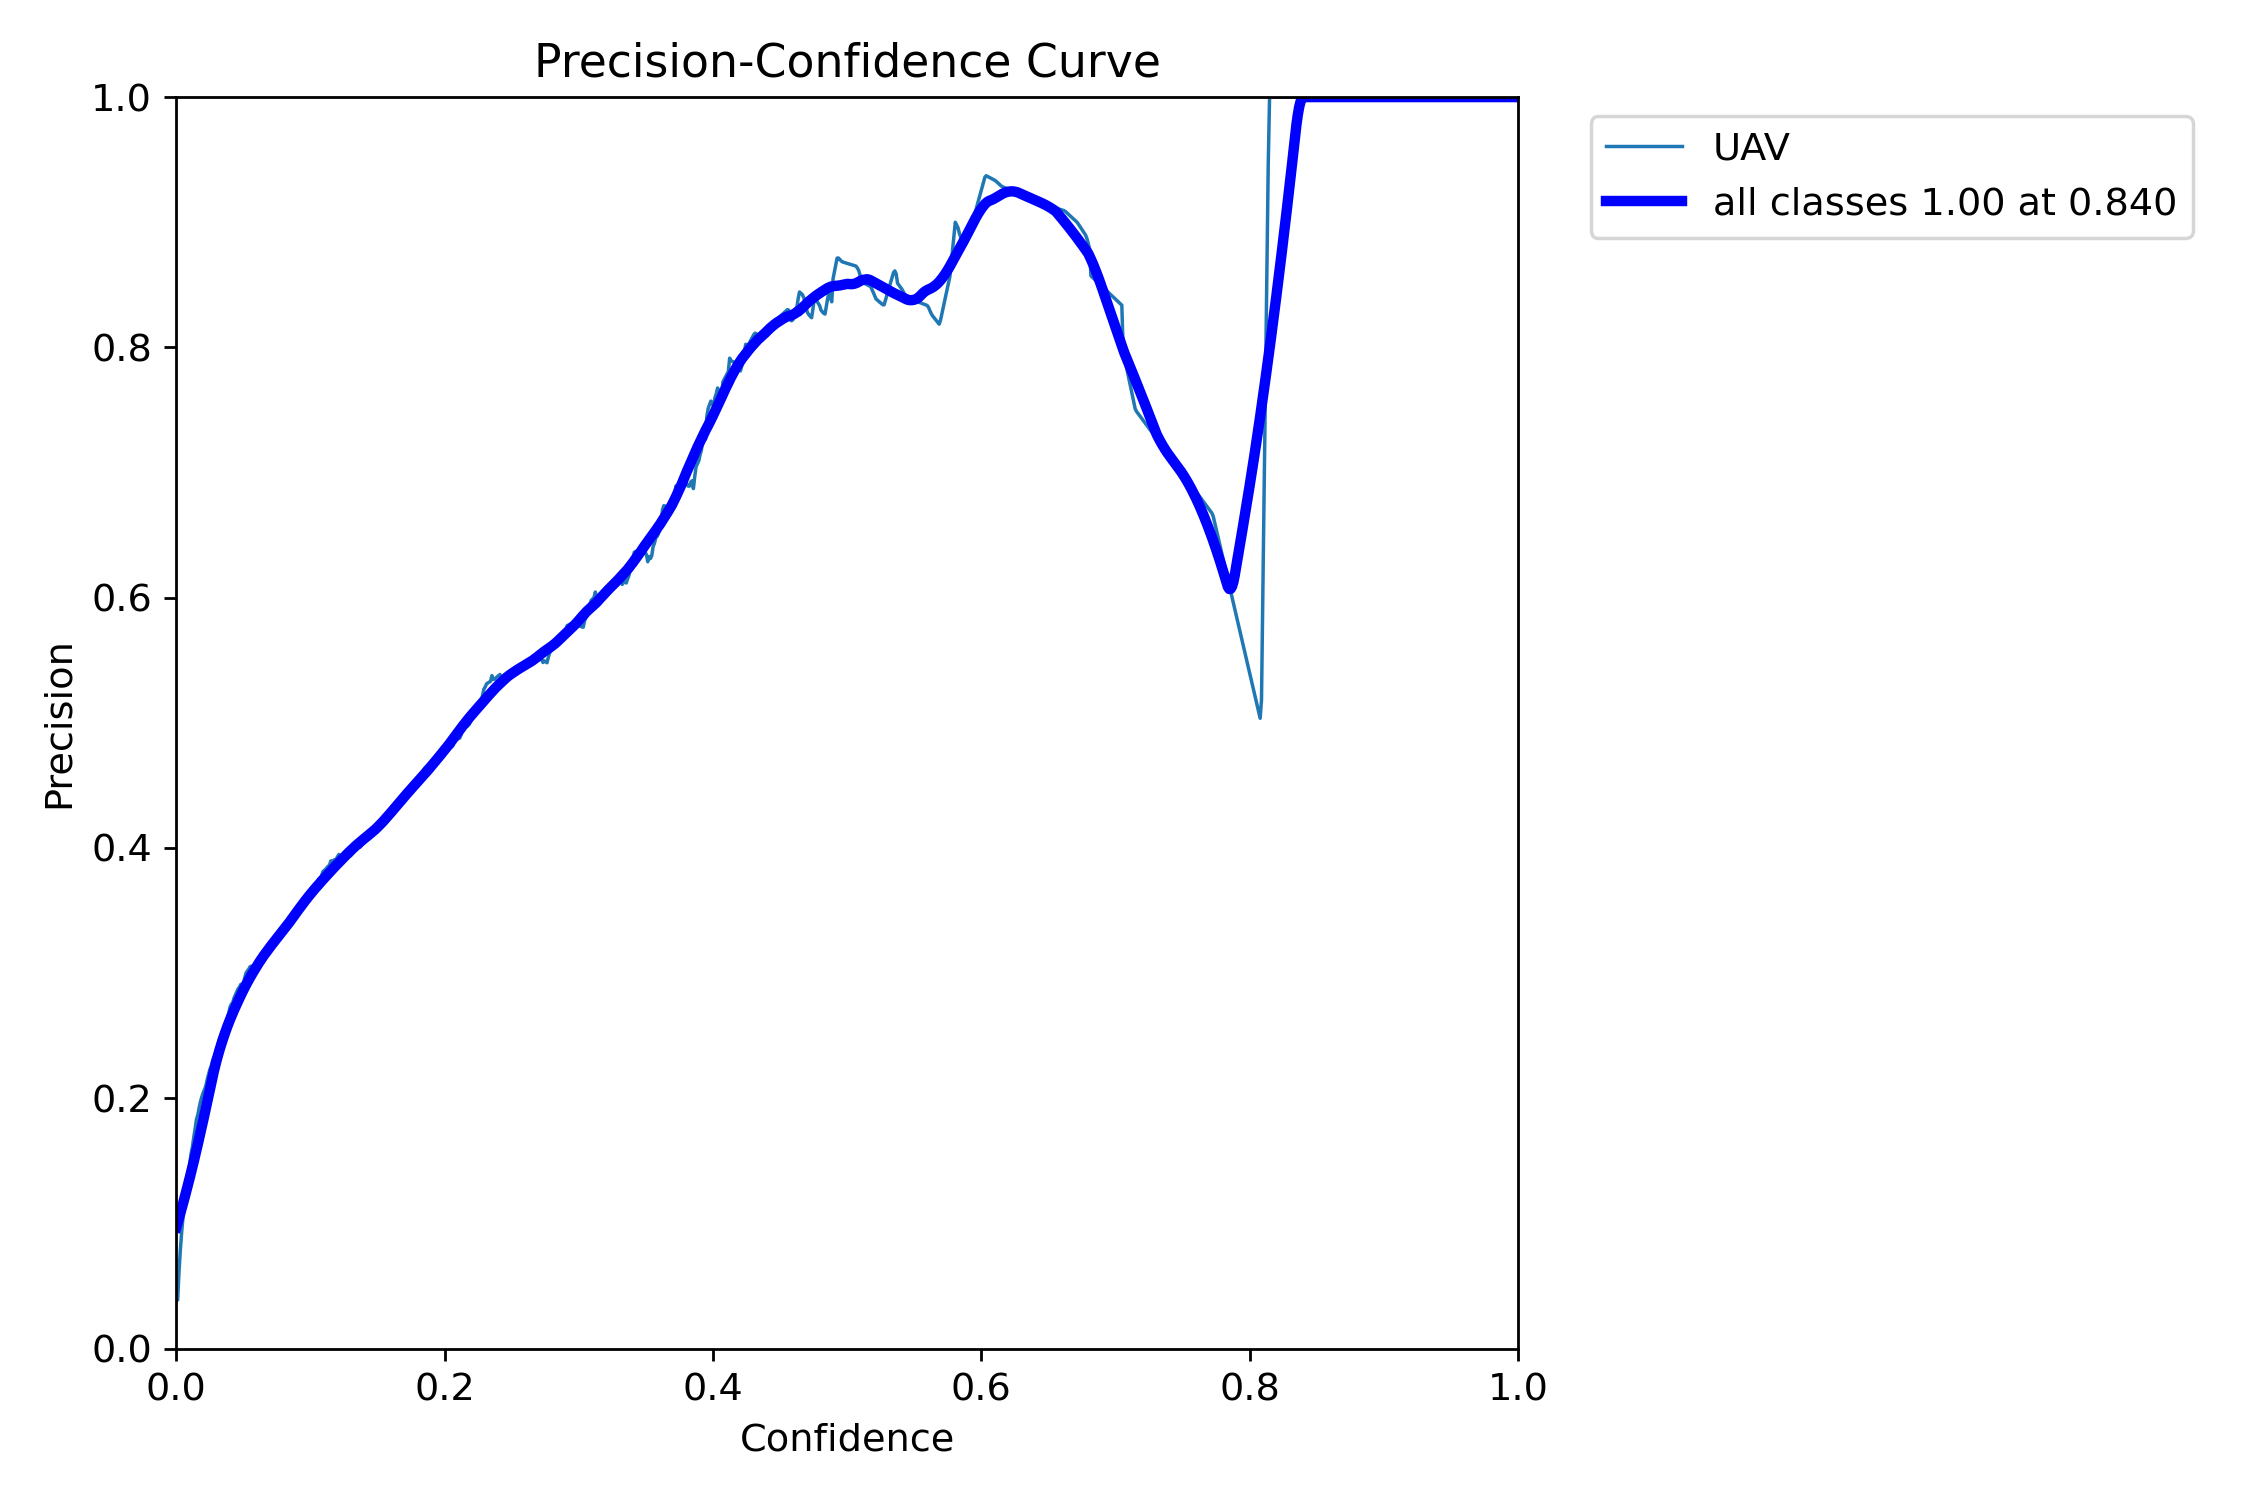 Precision-Confidence Curve
1.0
0.8
0.6
0.4
0.2
0.0
Precision
0.0 0.2 0.4 0.6 0.8 1.0
Confidence
UAV
all classes 1.00 at 0.840